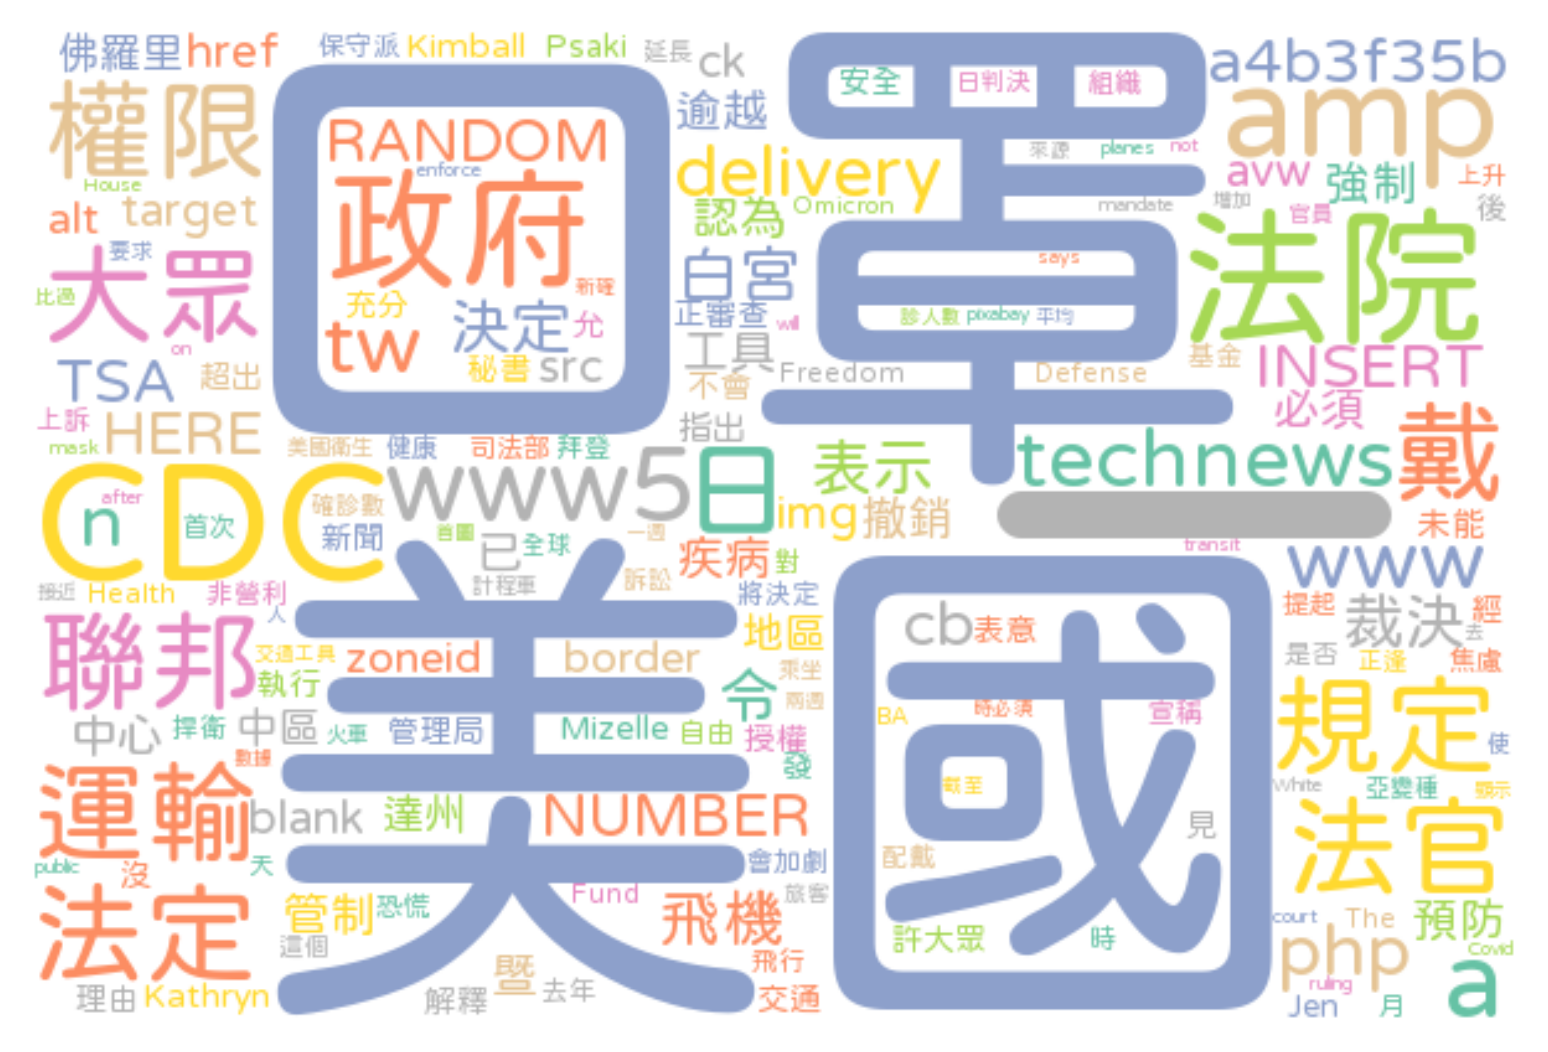 佛羅里 href 保守派 Kimball Psaki 延長 ck
口罩
安全 日判決 組織 a4b3f35b
權限 RANDOM 逾越 amp
enforce 來源 planes not
House 政府 delivery avw 強制 上升
alt target 認為 Omicron mandate 增加 官員 後
大眾 要求 白宮 says 法院
比過 充分 新確 正審查 診人數 pixabay 平均
on tw 決定 允 will
TSA 超出 秘書 src 工具 Freedom Defense 基金 INSERT
不會 必須
上訴 HERE 指出
mask 美國衛生 健康 司法部 拜登 表示 technews 戴
CDC www 5日
n after 首次 確診數 img 撤銷 未能
新聞 首圖 已 全球 一週 疾病 對 transit www
接近 Health 非營利 計程車 訴訟 將決定 提起 裁決 經
美國
聯邦 人 地區 cb 表意 去
交通工具 zoneid border 乘坐 是否 正逢 焦慮
執行 令 兩週 規定
中心 捍衛 中區 火車 管理局 Mizelle 自由 授權 BA 時必須 宣稱 使
數據 發
運輸 截至 White 亞變種 顯示
blank 達州 NUMBER 見 法官
public 沒 天 會加劇 配戴
法定 管制 恐慌 Fund 飛機 旅客 court The 預防
這個 許大眾 時 php Covid
飛行 ruling a
理由 Kathryn 解釋 暨 去年 交通 Jen 月